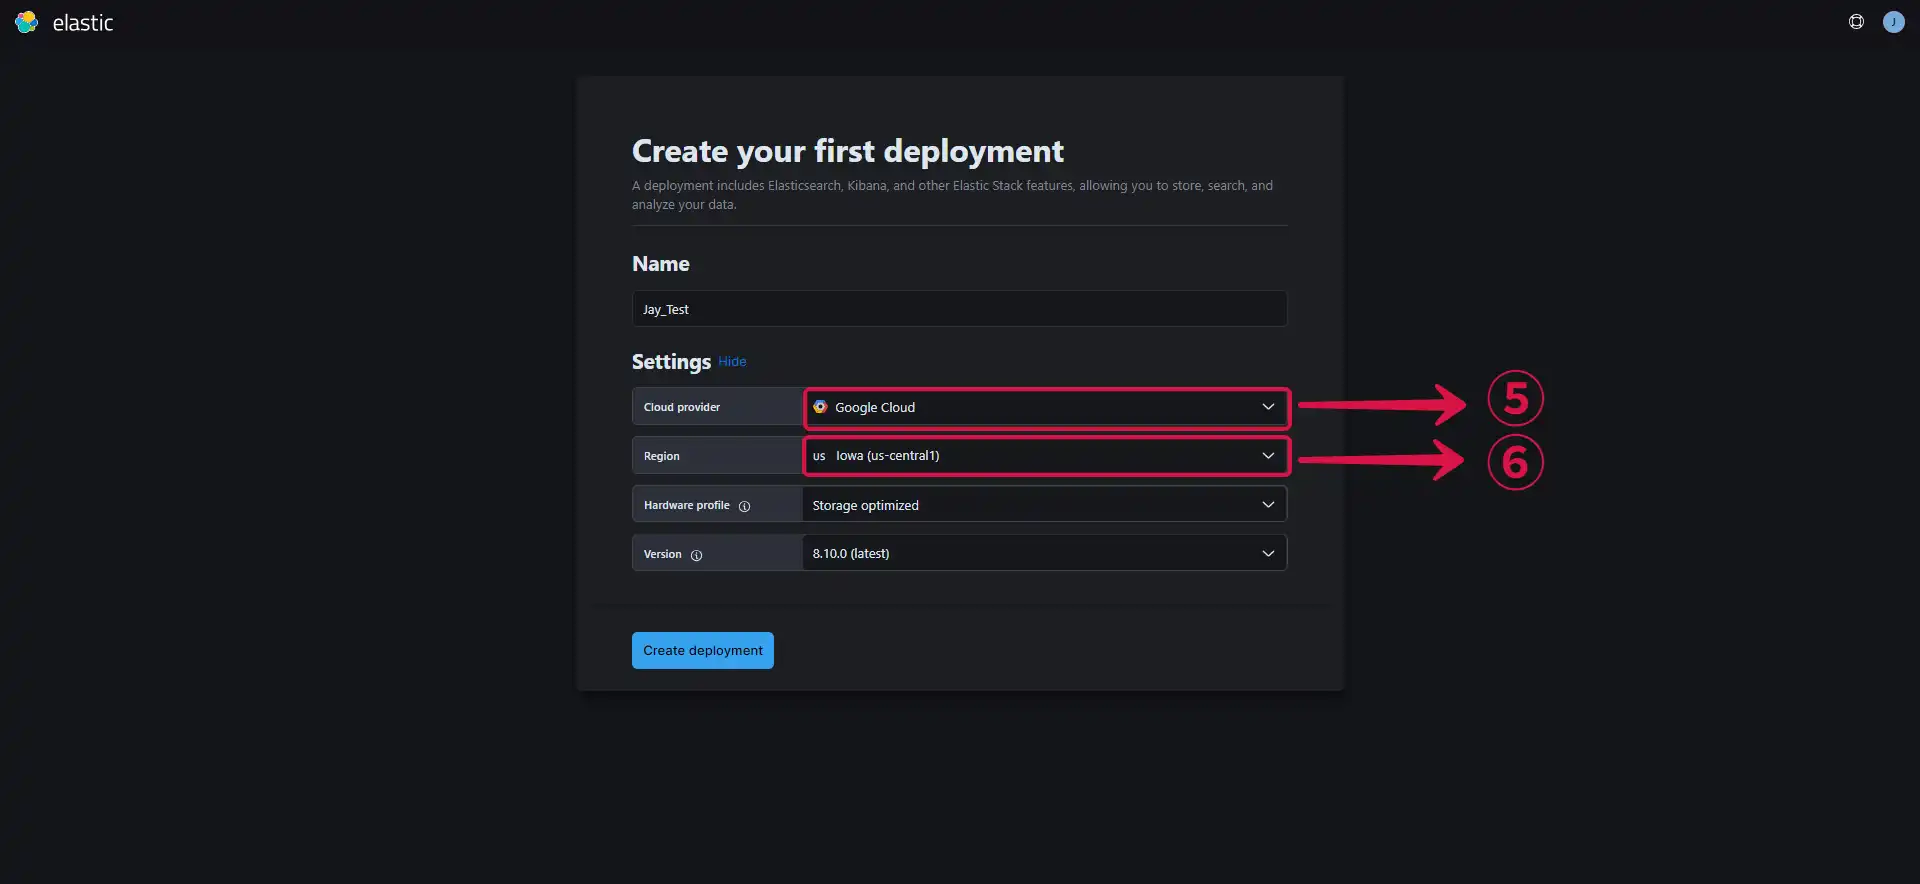 elastic
J
Create your first deployment
A deployment includes Elasticsearch, Kibana, and other Elastic Stack features, allowing you to store, search, and
analyze your data.
Name
Jay_Test
Settings Hide
Cloud provider Google Cloud
5
Region us Iowa (us-central1)
6
Hardware profile Storage optimized
Version 8.10.0 (latest)
Create deployment